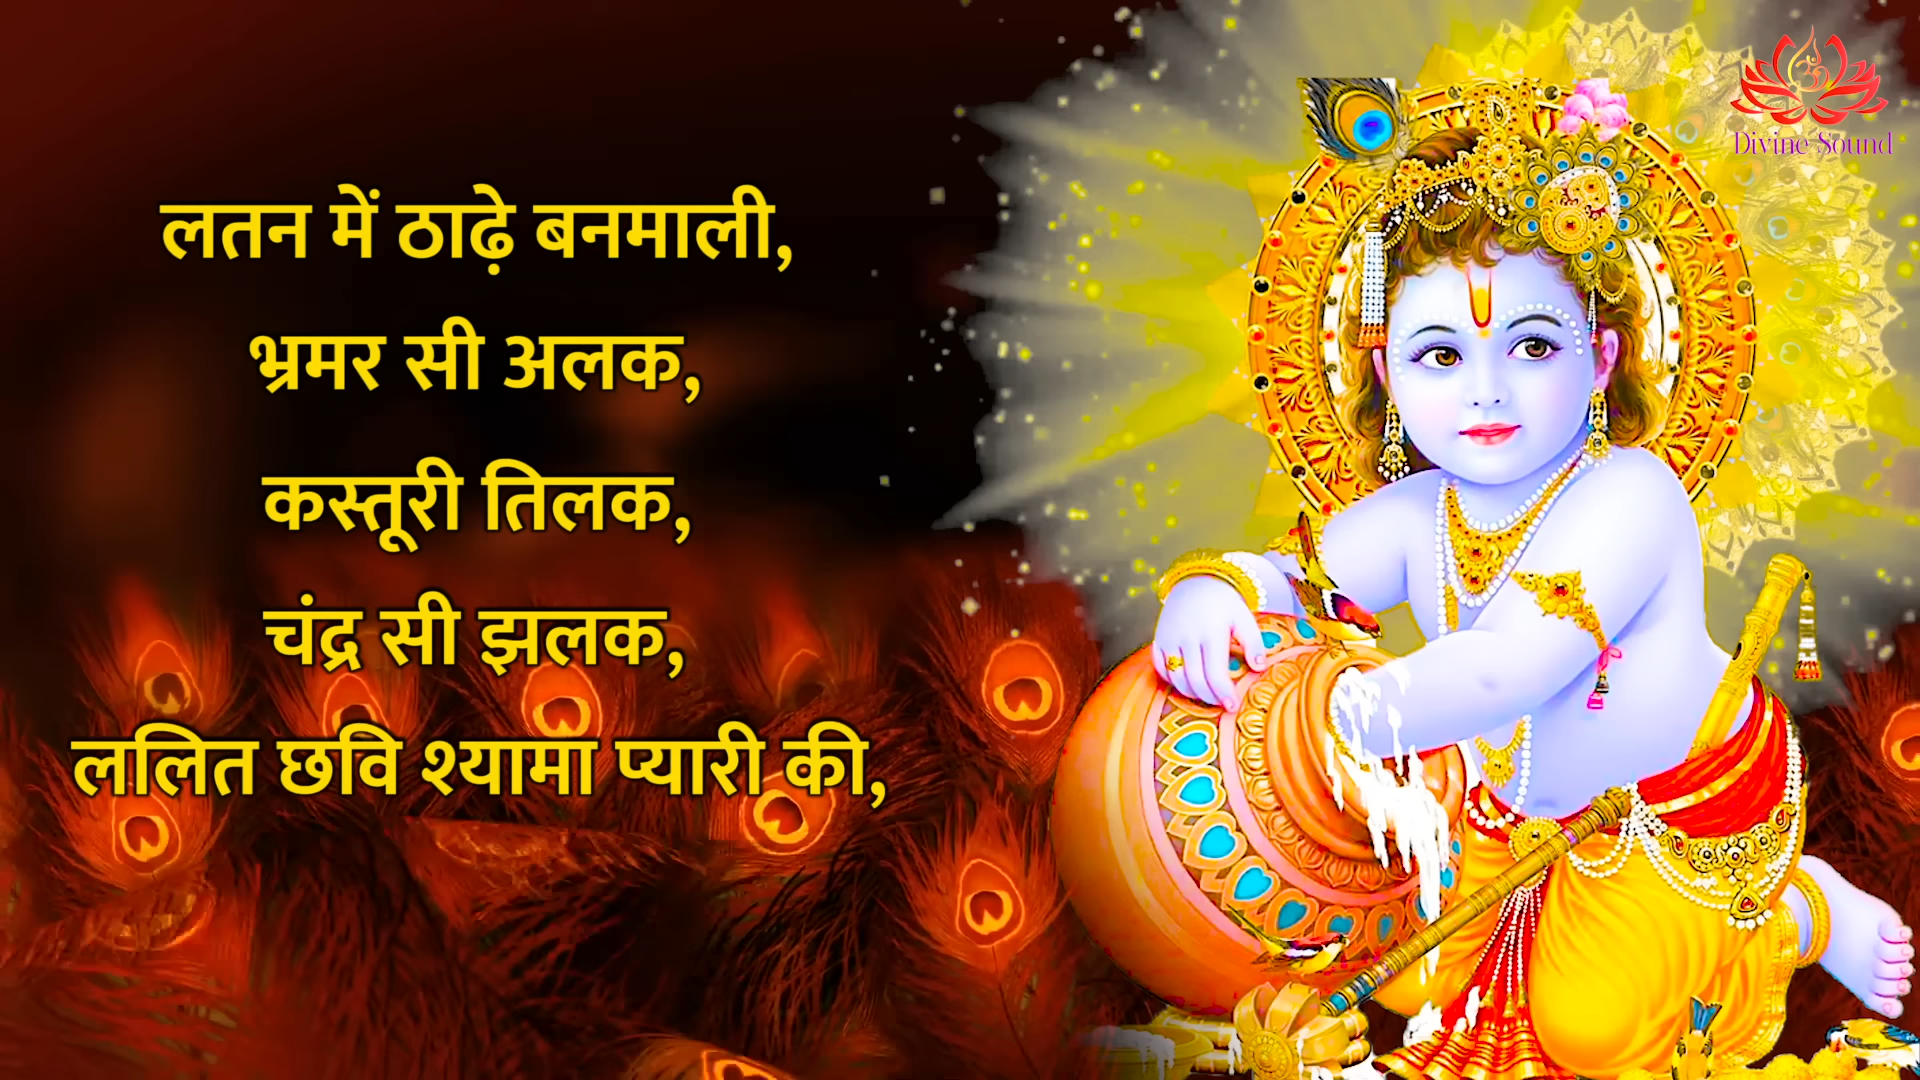 Divine Sound
लतन में ठाढ़े बनमाली,
भ्रमर सी अलक,
कस्तूरी तिलक,
चंद्र सी झलक,
ललित छवि श्यामा प्यारी की,